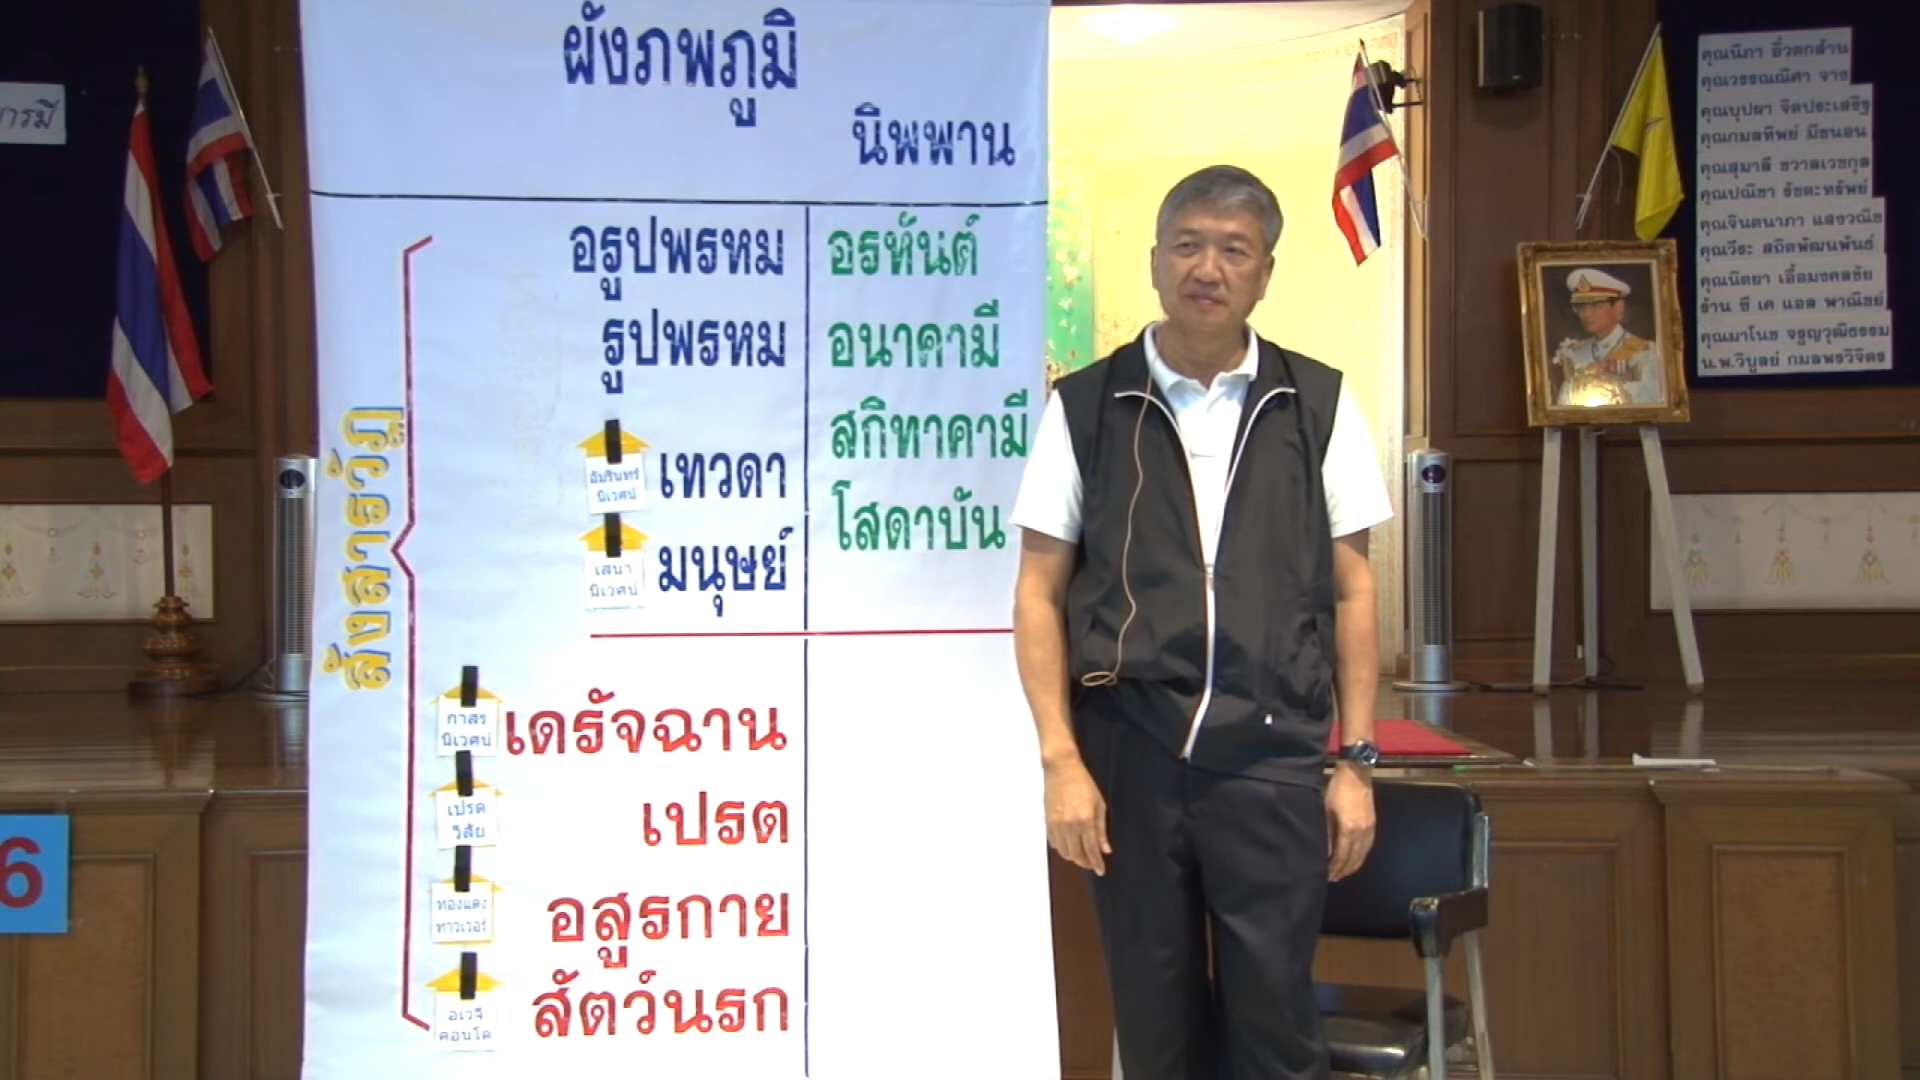 ผังภพภูมิ
นิพพาน
อรูปพรหม
รูปพรหม
เทวดา
มนุษย์
อรหันต์
อนาคามี
สกิทาคามี
โสดาบัน
สังสารวัฏ
อัมรินทร์
นิเวศน์
เสนา
นิเวศน์
กาสร
นิเวศน์
เดรัจฉาน
เปรต
วิสัย
เปรต
ทองแดง
ทาวเวอร์
อสูรกาย
อเวจี
คอนโด
สัตว์นรก
6
คุณนิภา อิ่วตกส้าน
คุณวรรณณิศา จาง
คุณบุปผา จิตประเสริฐ
คุณกมลทิพย์ มีชนอน
คุณสุมาลี ชวาลเวชกุล
คุณปณิชา รัชตะทรัพย์
คุณจินตนาภา แสงวณิช
คุณวีระ สถิตพัฒนพันธ์
คุณนิตยา เอื้อมงคลชัย
ร้าน ซี เค แอล พาณิชย์
คุณมาโนช จรูญวุฒิธรรม
น.พ.วิบูลย์ กมลพรวิจิตร